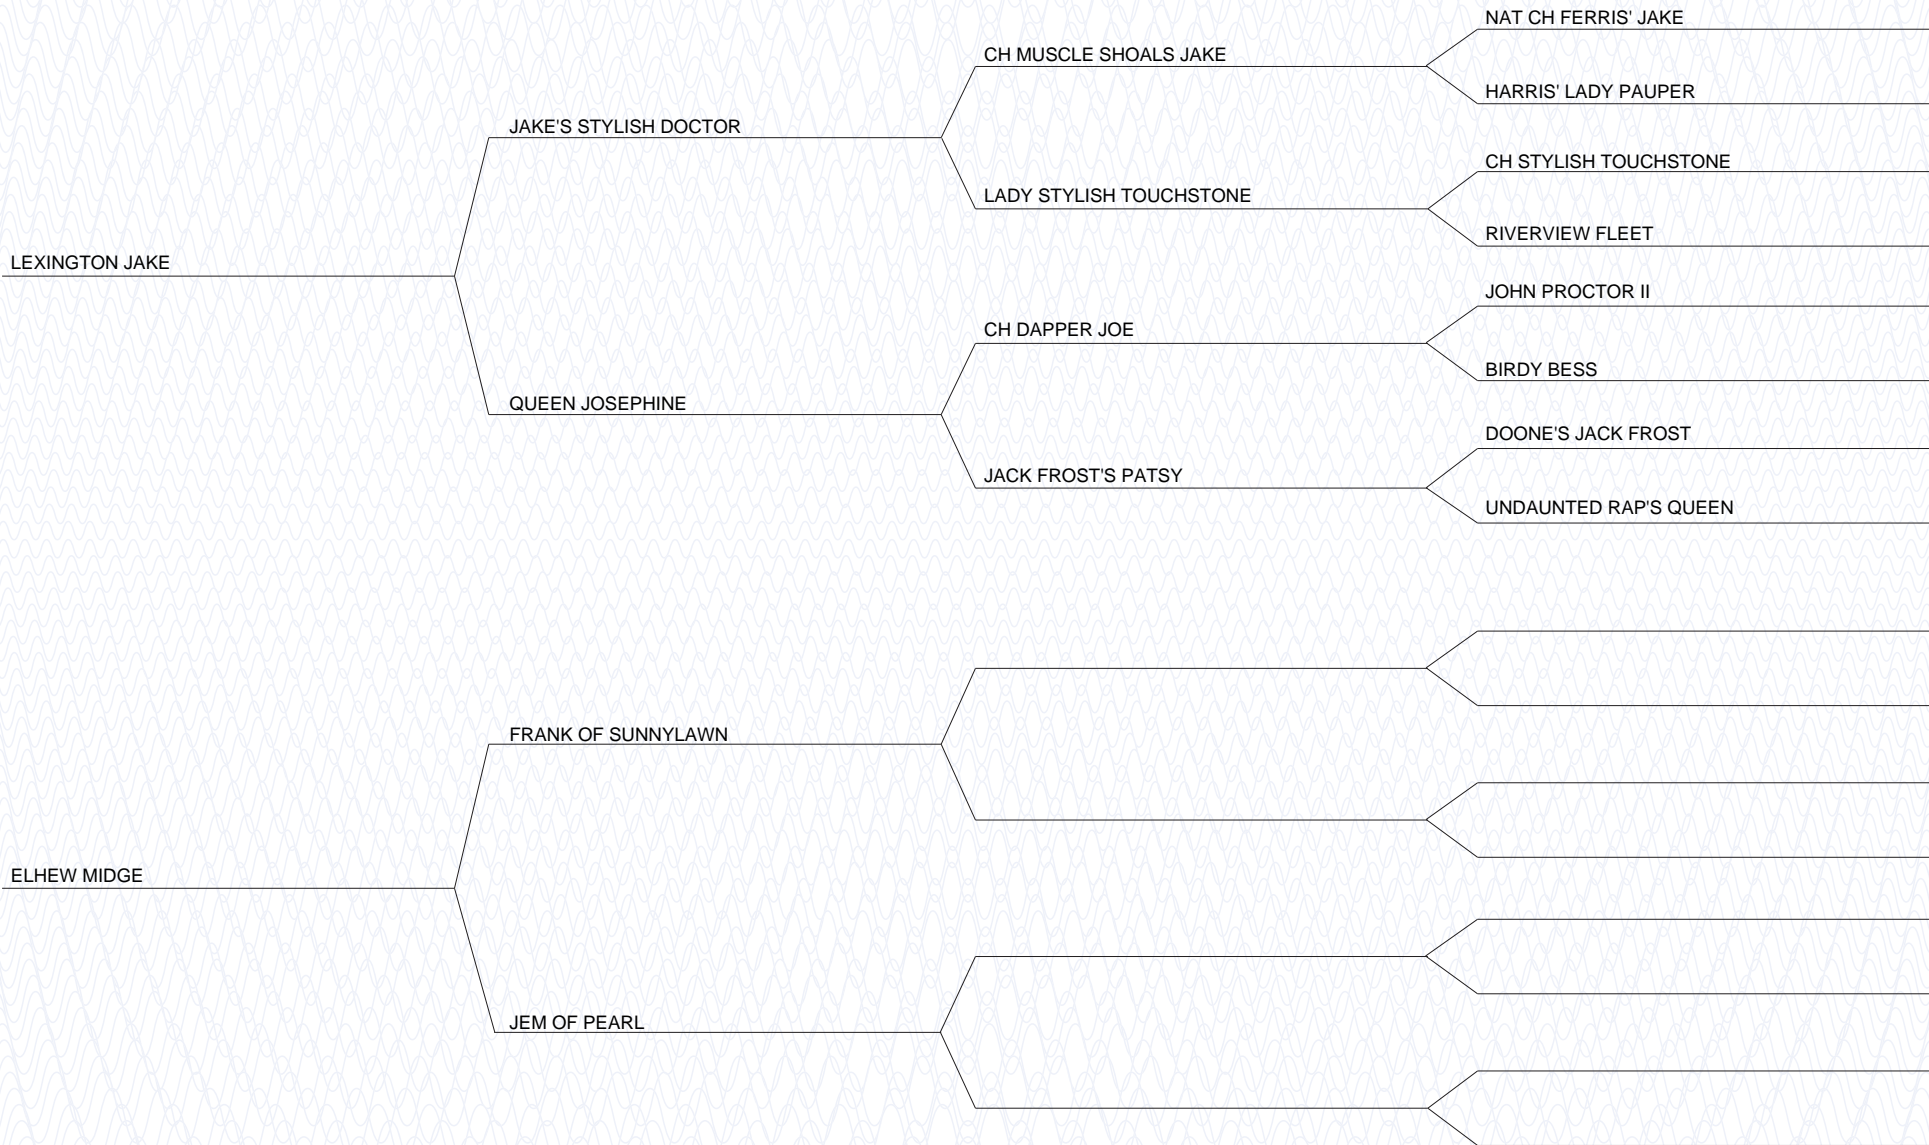 NAT CH FERRIS' JAKE
CH MUSCLE SHOALS JAKE
HARRIS' LADY PAUPER
JAKE'S STYLISH DOCTOR
CH STYLISH TOUCHSTONE
LADY STYLISH TOUCHSTONE
RIVERVIEW FLEET
LEXINGTON JAKE
JOHN PROCTOR II
CH DAPPER JOE
BIRDY BESS
QUEEN JOSEPHINE
DOONE'S JACK FROST
JACK FROST'S PATSY
UNDAUNTED RAP'S QUEEN
FRANK OF SUNNYLAWN
ELHEW MIDGE
JEM OF PEARL